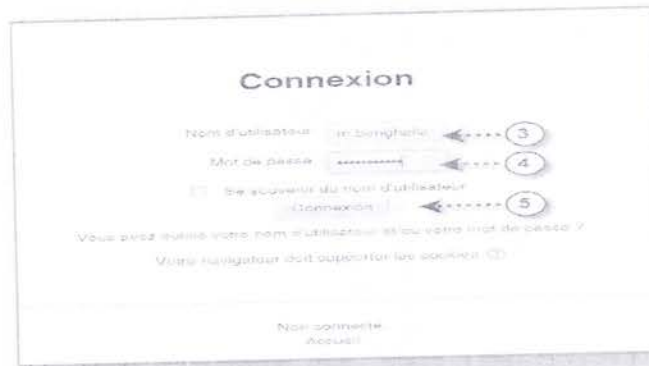 Connexion
Nom d'utilisateur 3
Mot de passe ••••••••••• 4
Se souvenir du nom d'utilisateur
Connexion 5
Vous avez oublié votre nom d'utilisateur et/ou votre mot de passe ?
Votre navigateur doit supporter les cookies
Non connecté.
Accueil